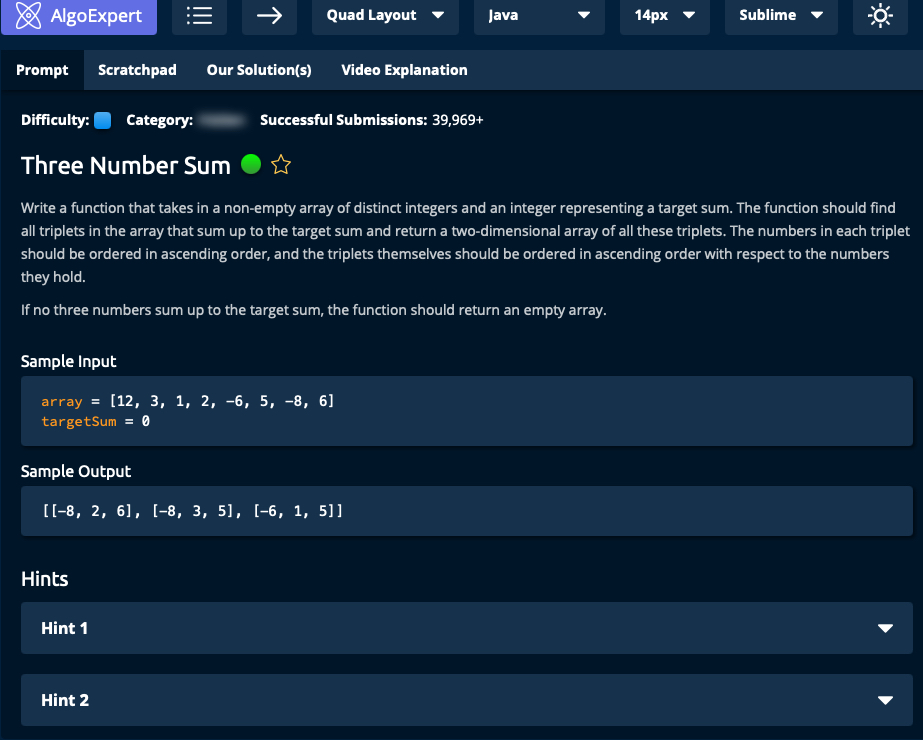 AlgoExpert Quad Layout Java 14px Sublime
Prompt Scratchpad Our Solution(s) Video Explanation
Difficulty: Category: Successful Submissions: 39,969+
Three Number Sum
Write a function that takes in a non-empty array of distinct integers and an integer representing a target sum. The function should find
all triplets in the array that sum up to the target sum and return a two-dimensional array of all these triplets. The numbers in each triplet
should be ordered in ascending order, and the triplets themselves should be ordered in ascending order with respect to the numbers
they hold.
If no three numbers sum up to the target sum, the function should return an empty array.
Sample Input
array = [12, 3, 1, 2, -6, 5, -8, 6]
targetSum = 0
Sample Output
[[-8, 2, 6], [-8, 3, 5], [-6, 1, 5]]
Hints
Hint 1
Hint 2